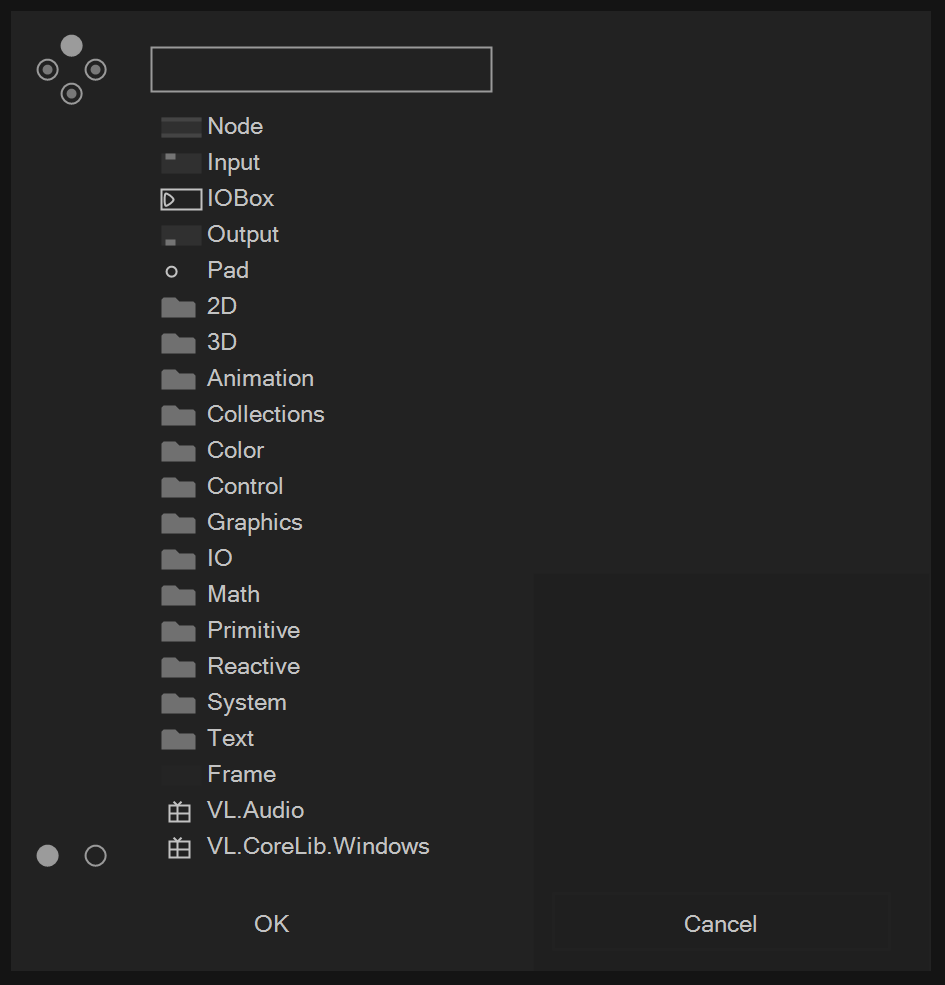 Node
Input
IOBox
Output
Pad
2D
3D
Animation
Collections
Color
Control
Graphics
IO
Math
Primitive
Reactive
System
Text
Frame
VL.Audio
VL.CoreLib.Windows
OK
Cancel